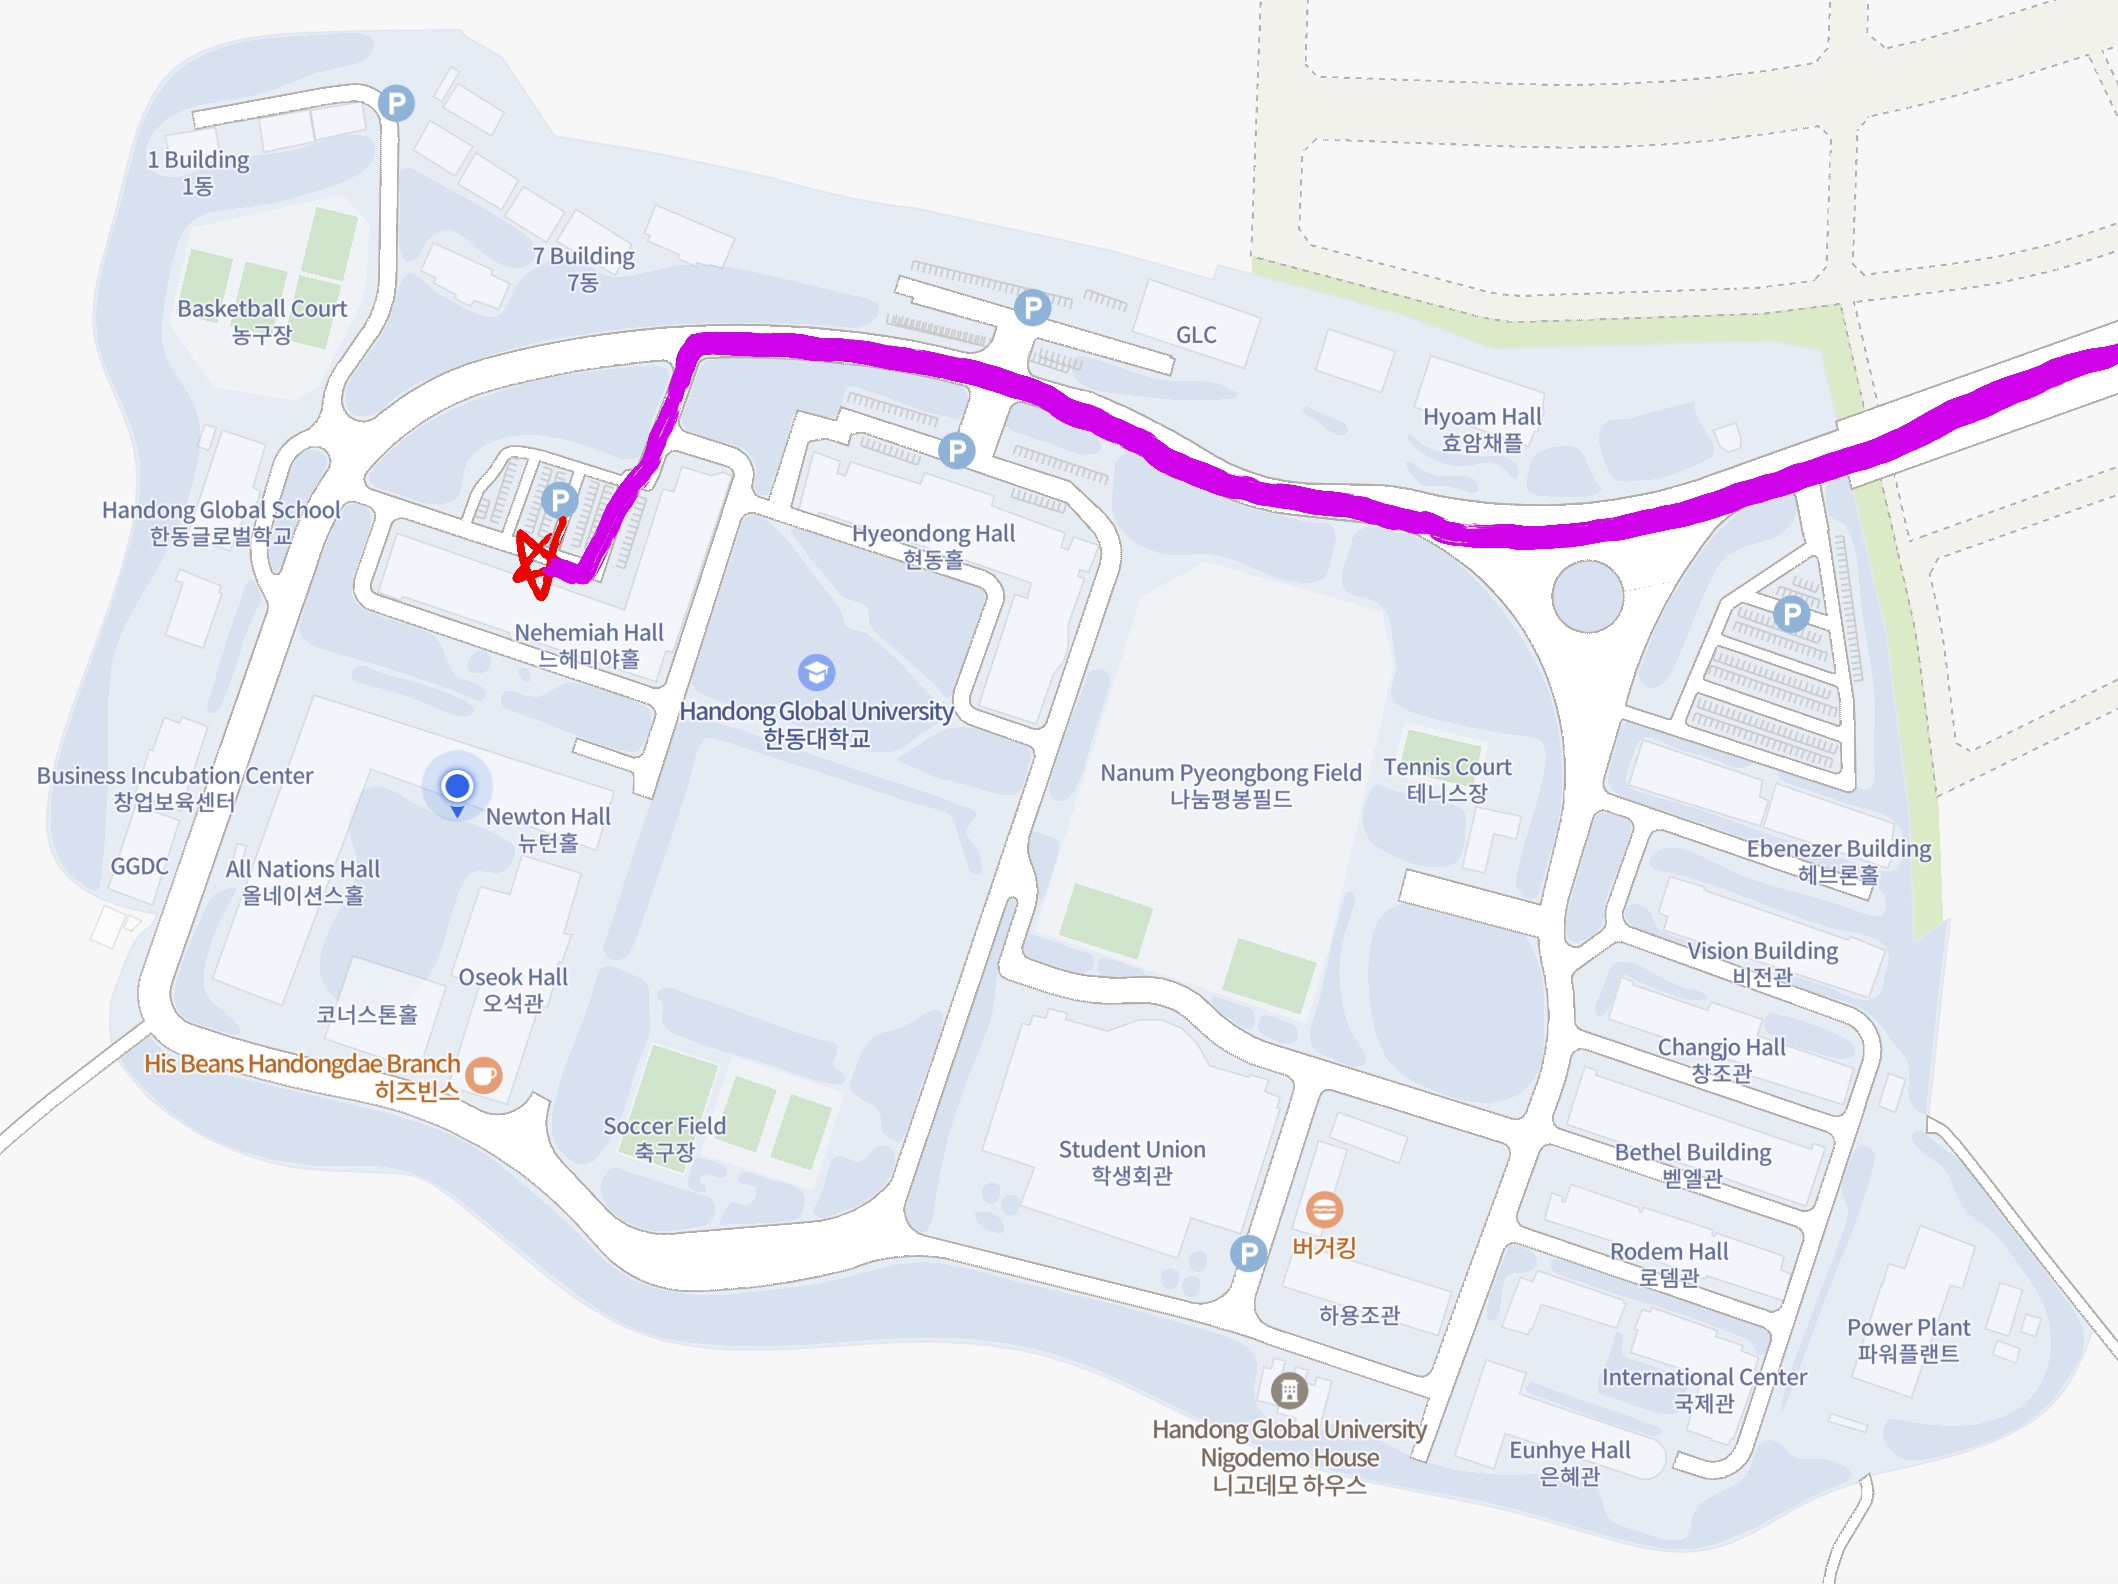 P
1 Building
1동
7 Building
7동
Basketball Court
농구장
P
GLC
Hyoam Hall
효암채플
P
P
Handong Global School
한동글로벌학교
Hyeondong Hall
현동홀
P
Nehemiah Hall
느헤미야홀
Handong Global University
한동대학교
Business Incubation Center
창업보육센터
Newton Hall
뉴턴홀
Nanum Pyeongbong Field
나눔평봉필드
Tennis Court
테니스장
GGDC
All Nations Hall
올네이션스홀
Ebenezer Building
헤브론홀
Vision Building
비전관
Oseok Hall
오석관
코너스톤홀
Changjo Hall
창조관
His Beans Handongdae Branch
히즈빈스
Soccer Field
축구장
Student Union
학생회관
Bethel Building
벧엘관
P
버거킹
Rodem Hall
로뎀관
하용조관
Power Plant
파워플랜트
International Center
국제관
Handong Global University
Nigodemo House
니고데모 하우스
Eunhye Hall
은혜관